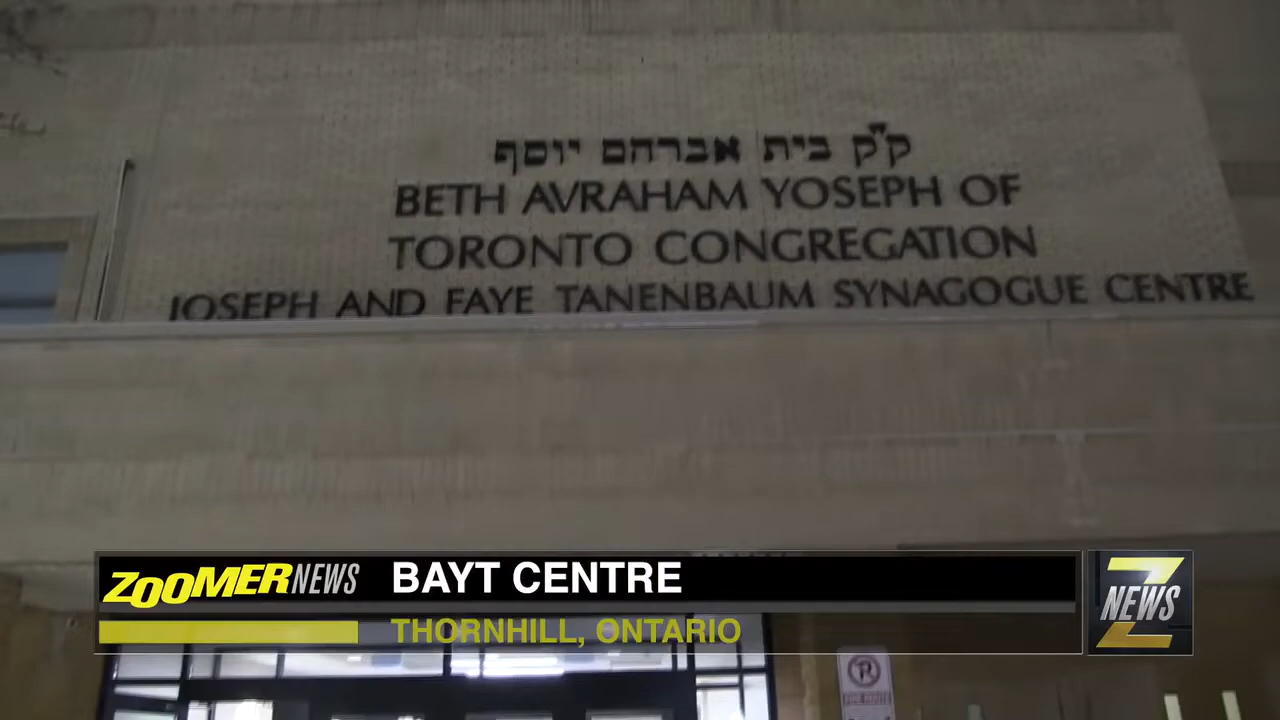 ק"ק בית אברהם יוסף
BETH AVRAHAM YOSEPH OF
TORONTO CONGREGATION
JOSEPH AND FAYE TANENBAUM SYNAGOGUE CENTRE
ZOOMER NEWS
BAYT CENTRE
THORNHILL, ONTARIO
Z NEWS